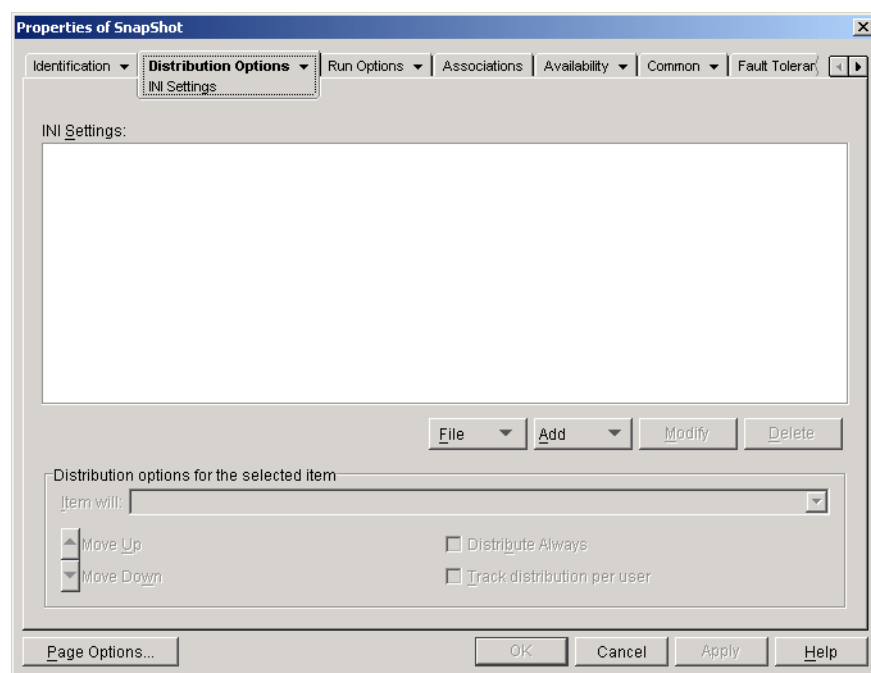 Properties of SnapShot
Identification Distribution Options Run Options Associations Availability Common Fault Toleran
INI Settings
INI Settings:
File Add Modify Delete
Distribution options for the selected item
Item will:
Move Up Distribute Always
Move Down Track distribution per user
Page Options... OK Cancel Apply Help